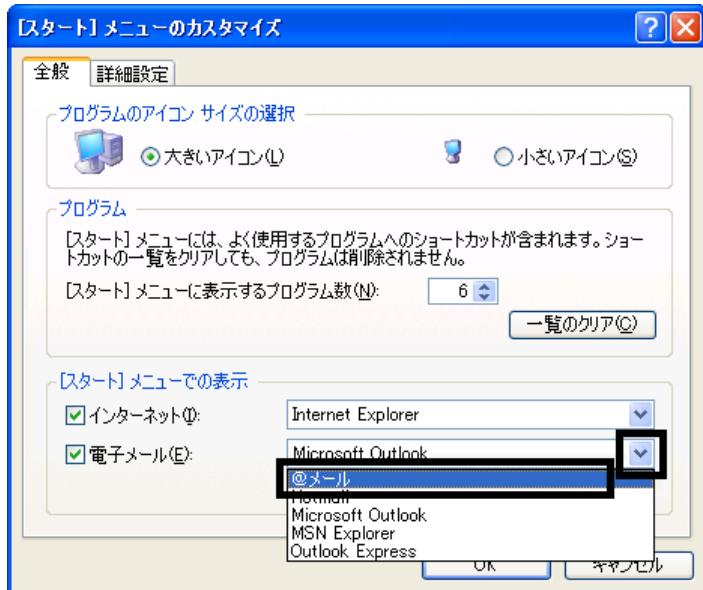 [スタート] メニューのカスタマイズ
全般
詳細設定
プログラムのアイコン サイズの選択
大きいアイコン(L)
小さいアイコン(S)
プログラム
[スタート] メニューには、よく使用するプログラムへのショートカットが含まれます。ショー
トカットの一覧をクリアしても、プログラムは削除されません。
[スタート] メニューに表示するプログラム数(N):
6
一覧のクリア(C)
[スタート] メニューでの表示
インターネット(I):
Internet Explorer
電子メール(E):
Microsoft Outlook
@メール
Hotmail
Microsoft Outlook
MSN Explorer
Outlook Express
OK
キャンセル